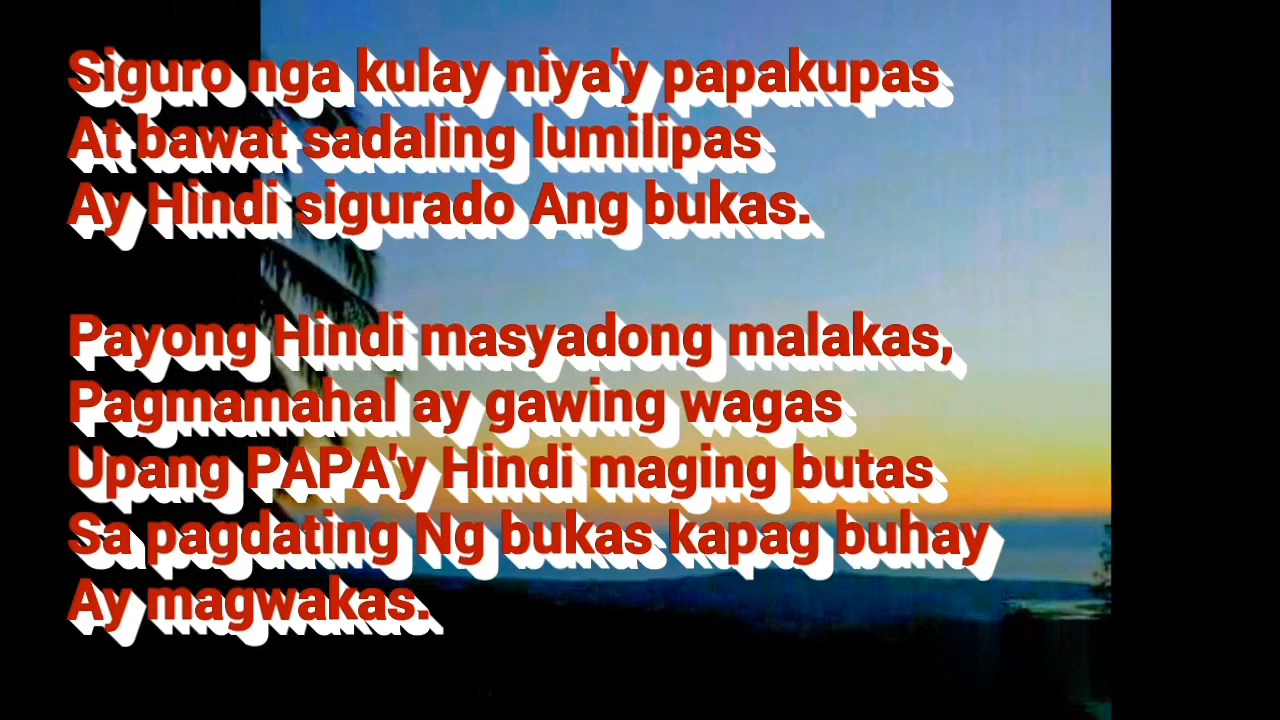 Siguro nga kulay niya'y papakupas
At bawat sadaling lumilipas
Ay Hindi sigurado Ang bukas.
Payong Hindi masyadong malakas,
Pagmamahal ay gawing wagas
Upang PAPA'y Hindi maging butas
Sa pagdating Ng bukas kapag buhay
Ay magwakas.